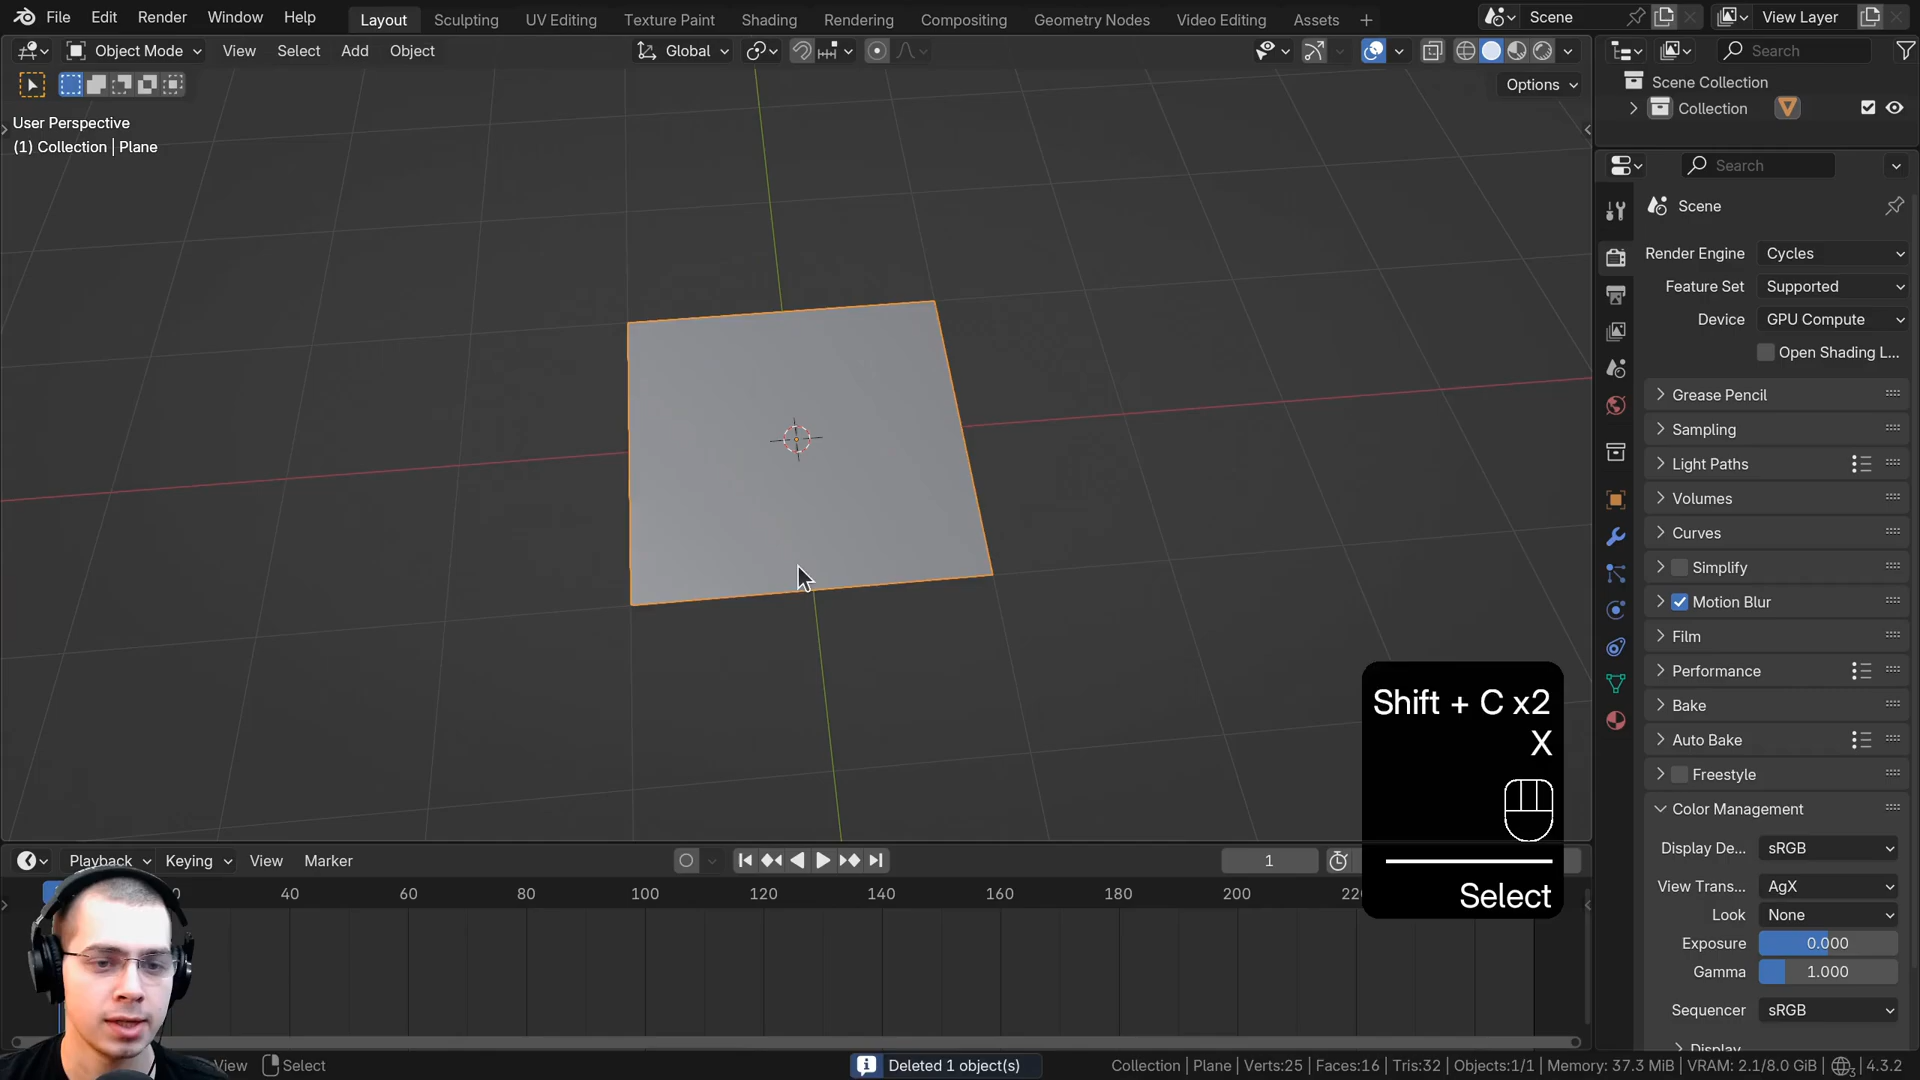 File Edit Render Window Help Layout Sculpting UV Editing Texture Paint Shading Rendering Compositing Geometry Nodes Video Editing Assets + Scene View Layer
Object Mode View Select Add Object Global Search
Options
Scene Collection
Collection
User Perspective
(1) Collection | Plane
Search
Scene
Render Engine Cycles
Feature Set Supported
Device GPU Compute
Open Shading L...
Grease Pencil
Sampling
Light Paths
Volumes
Curves
Simplify
Motion Blur
Film
Performance
Bake
Auto Bake
Freestyle
Color Management
Display De... sRGB
View Trans... AgX
Look None
Exposure 0.000
Gamma 1.000
Sequencer sRGB
Shift + C x2
X
Select
Playback Keying View Marker 1
40 60 80 100 120 140 160 180 200
View Select Deleted 1 object(s) Collection | Plane | Verts:25 | Faces:16 | Tris:32 | Objects:1/1 | Memory: 37.3 MiB | VRAM: 2.1/8.0 GiB | 4.3.2